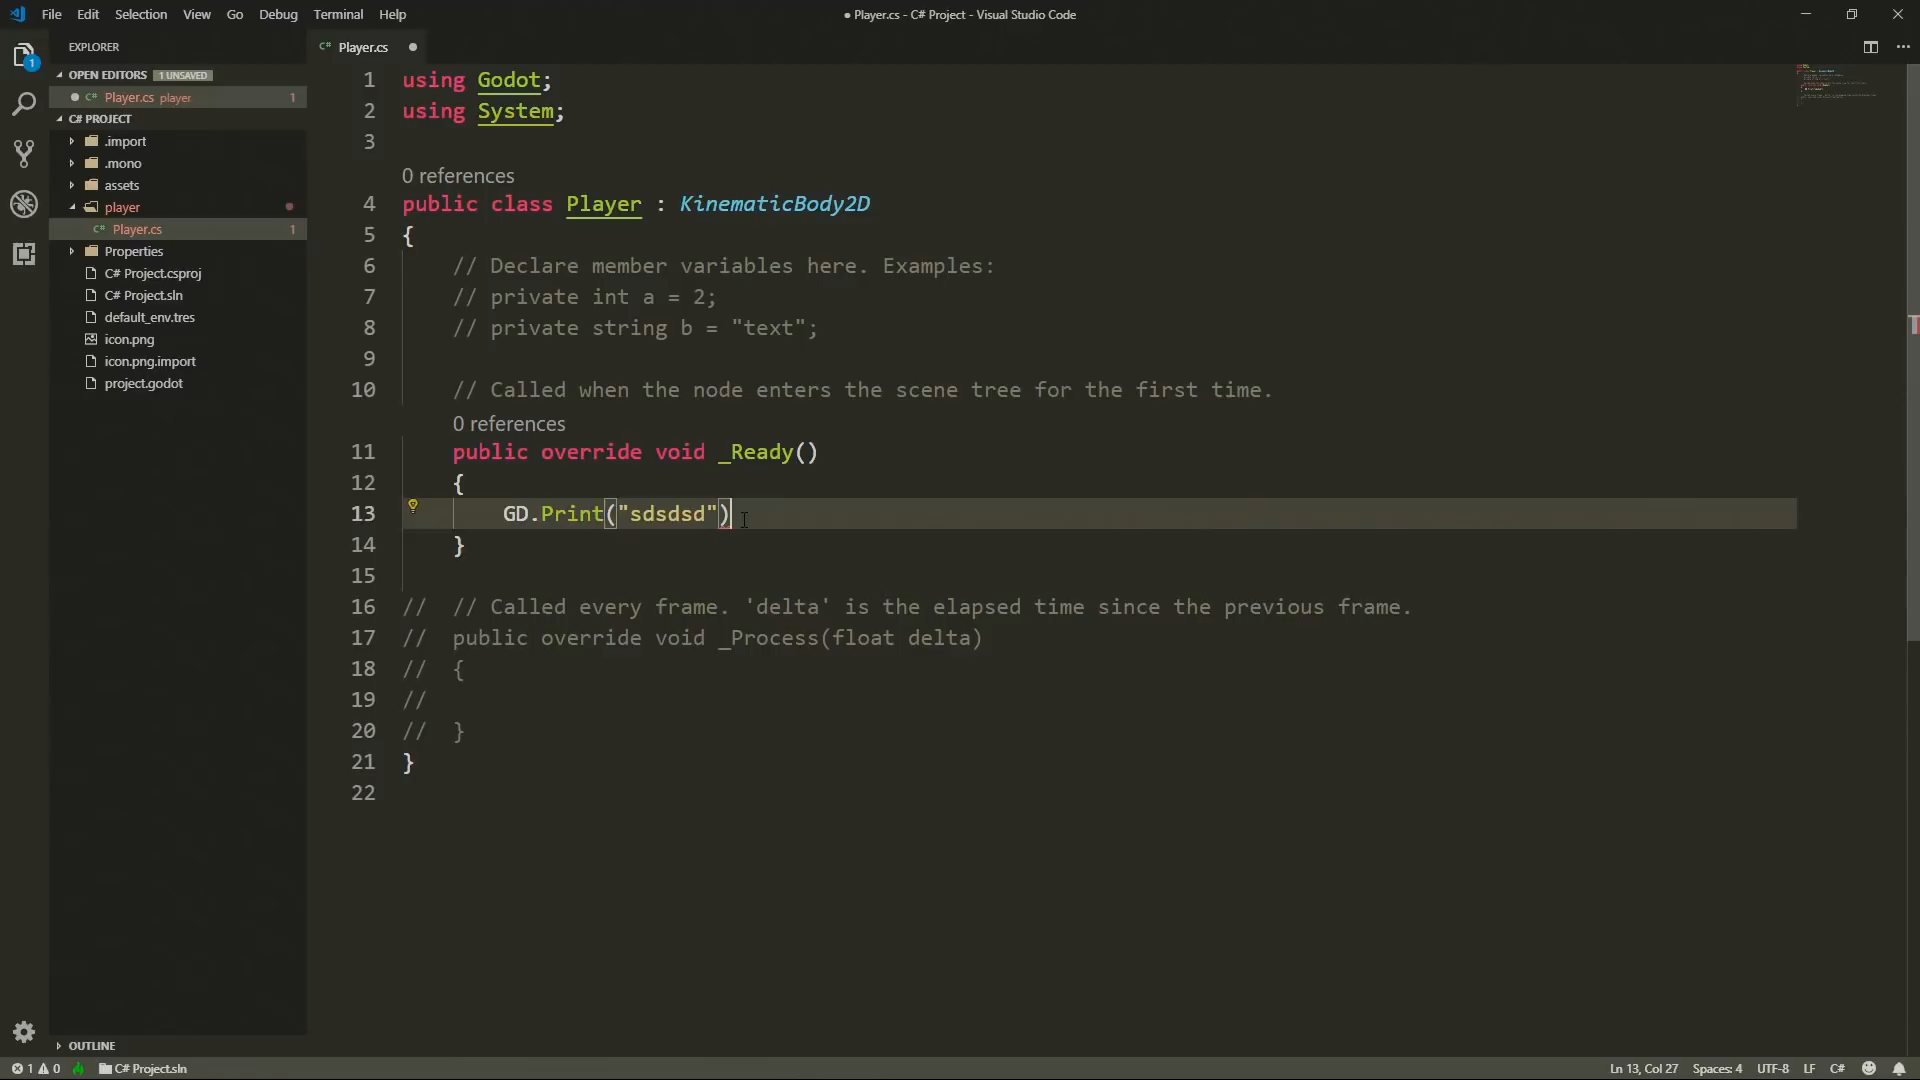 File Edit Selection View Go Debug Terminal Help
● Player.cs - C# Project - Visual Studio Code
EXPLORER
OPEN EDITORS 1 UNSAVED
Player.cs player 1
C# PROJECT
.import
.mono
assets
player
Player.cs 1
Properties
C# Project.csproj
C# Project.sln
default_env.tres
icon.png
icon.png.import
project.godot
OUTLINE
1
C# Player.cs ●
1 using Godot;
2 using System;
3
0 references
4 public class Player : KinematicBody2D
5 {
6 // Declare member variables here. Examples:
7 // private int a = 2;
8 // private string b = "text";
9
10 // Called when the node enters the scene tree for the first time.
0 references
11 public override void _Ready()
12 {
13 GD.Print("sdsdsd")
14 }
15
16 // // Called every frame. 'delta' is the elapsed time since the previous frame.
17 // public override void _Process(float delta)
18 // {
19 //
20 // }
21 }
22
1 0 C# Project.sln
Ln 13, Col 27 Spaces: 4 UTF-8 LF C#